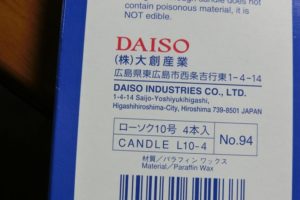 though candle does not
contain poisonous material, it is
NOT edible.
DAISO
(株)大創産業
広島県東広島市西条吉行東1-4-14
DAISO INDUSTRIES CO., LTD.
1-4-14 Saijo-Yoshiyukihigashi,
Higashihiroshima-City, Hiroshima 739-8501 JAPAN
ローソク10号 4本入
CANDLE L10-4
No.94
材質/パラフィン ワックス
Material/Paraffin Wax